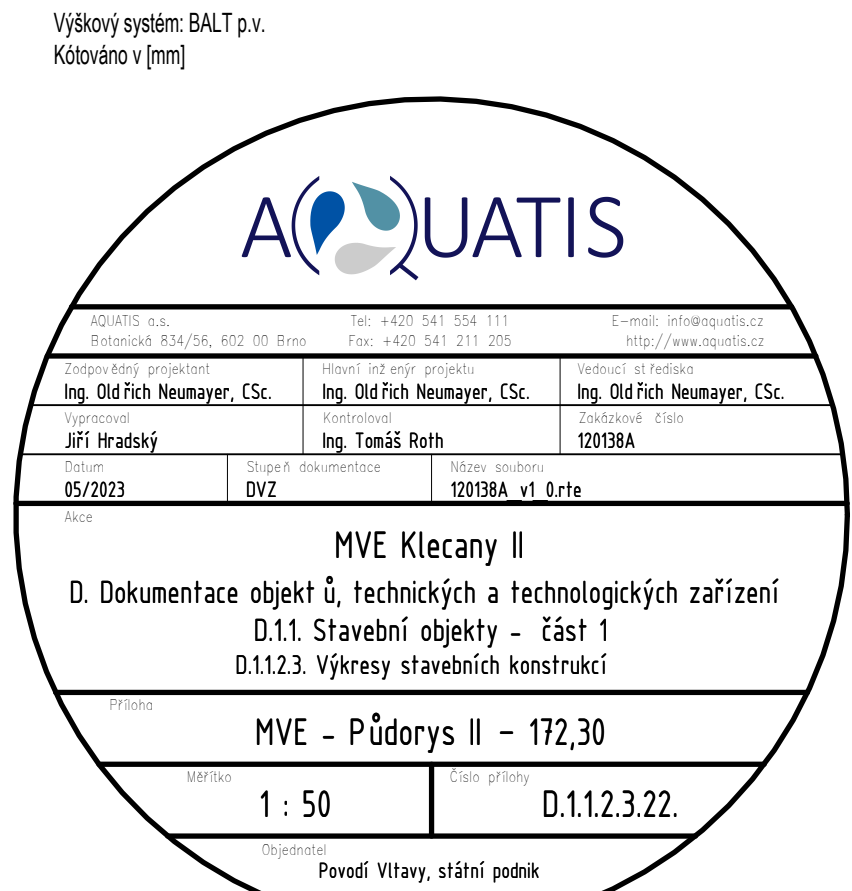 Výškový systém: BALT p.v.
Kótováno v [mm]
AQUATIS
AQUATIS a.s. Tel: +420 541 554 111 E-mail: info@aquatis.cz
Botanická 834/56, 602 00 Brno Fax: +420 541 211 205 http://www.aquatis.cz
Zodpovědný projektant Hlavní inženýr projektu Vedoucí střediska
Ing. Oldřich Neumayer, CSc. Ing. Oldřich Neumayer, CSc. Ing. Oldřich Neumayer, CSc.
Vypracoval Kontroloval Zakázkové číslo
Jiří Hradský Ing. Tomáš Roth 120138A
Datum Stupeň dokumentace Název souboru
05/2023 DVZ 120138A_v1_0.rte
Akce
MVE Klecany II
D. Dokumentace objektů, technických a technologických zařízení
D.1.1. Stavební objekty - část 1
D.1.1.2.3. Výkresy stavebních konstrukcí
Příloha
MVE - Půdorys II - 172,30
Měřítko Číslo přílohy
1 : 50 D.1.1.2.3.22.
Objednatel
Povodí Vltavy, státní podnik